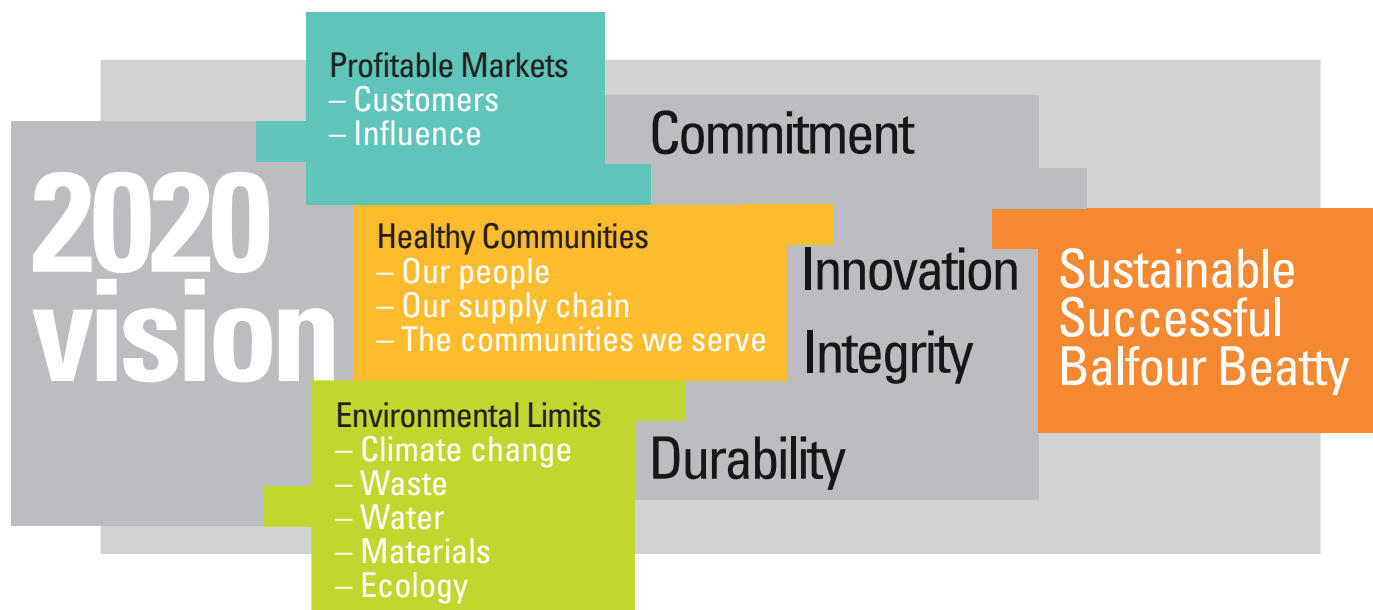 2020
vision
Profitable Markets
– Customers
– Influence
Healthy Communities
– Our people
– Our supply chain
– The communities we serve
Environmental Limits
– Climate change
– Waste
– Water
– Materials
– Ecology
Commitment
Innovation
Integrity
Durability
Sustainable
Successful
Balfour Beatty